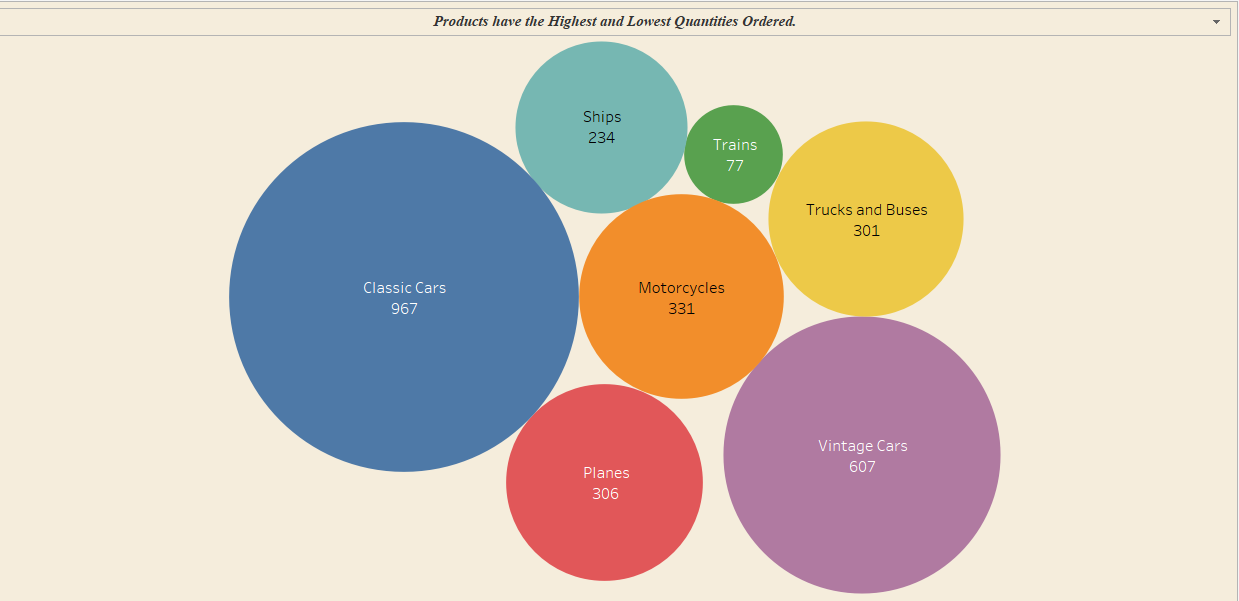 Products have the Highest and Lowest Quantities Ordered.
Ships
234
Trains
77
Trucks and Buses
301
Classic Cars
967
Motorcycles
331
Vintage Cars
607
Planes
306